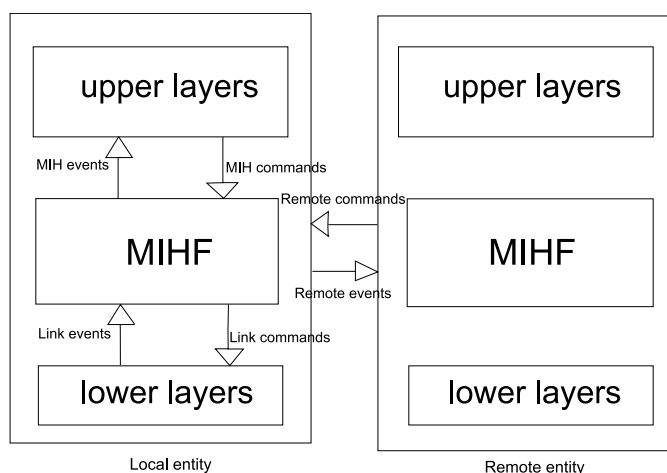 upper layers
upper layers
MIH events
MIH commands
Remote commands
MIHF
MIHF
Remote events
Link events
Link commands
lower layers
lower layers
Local entity
Remote entity